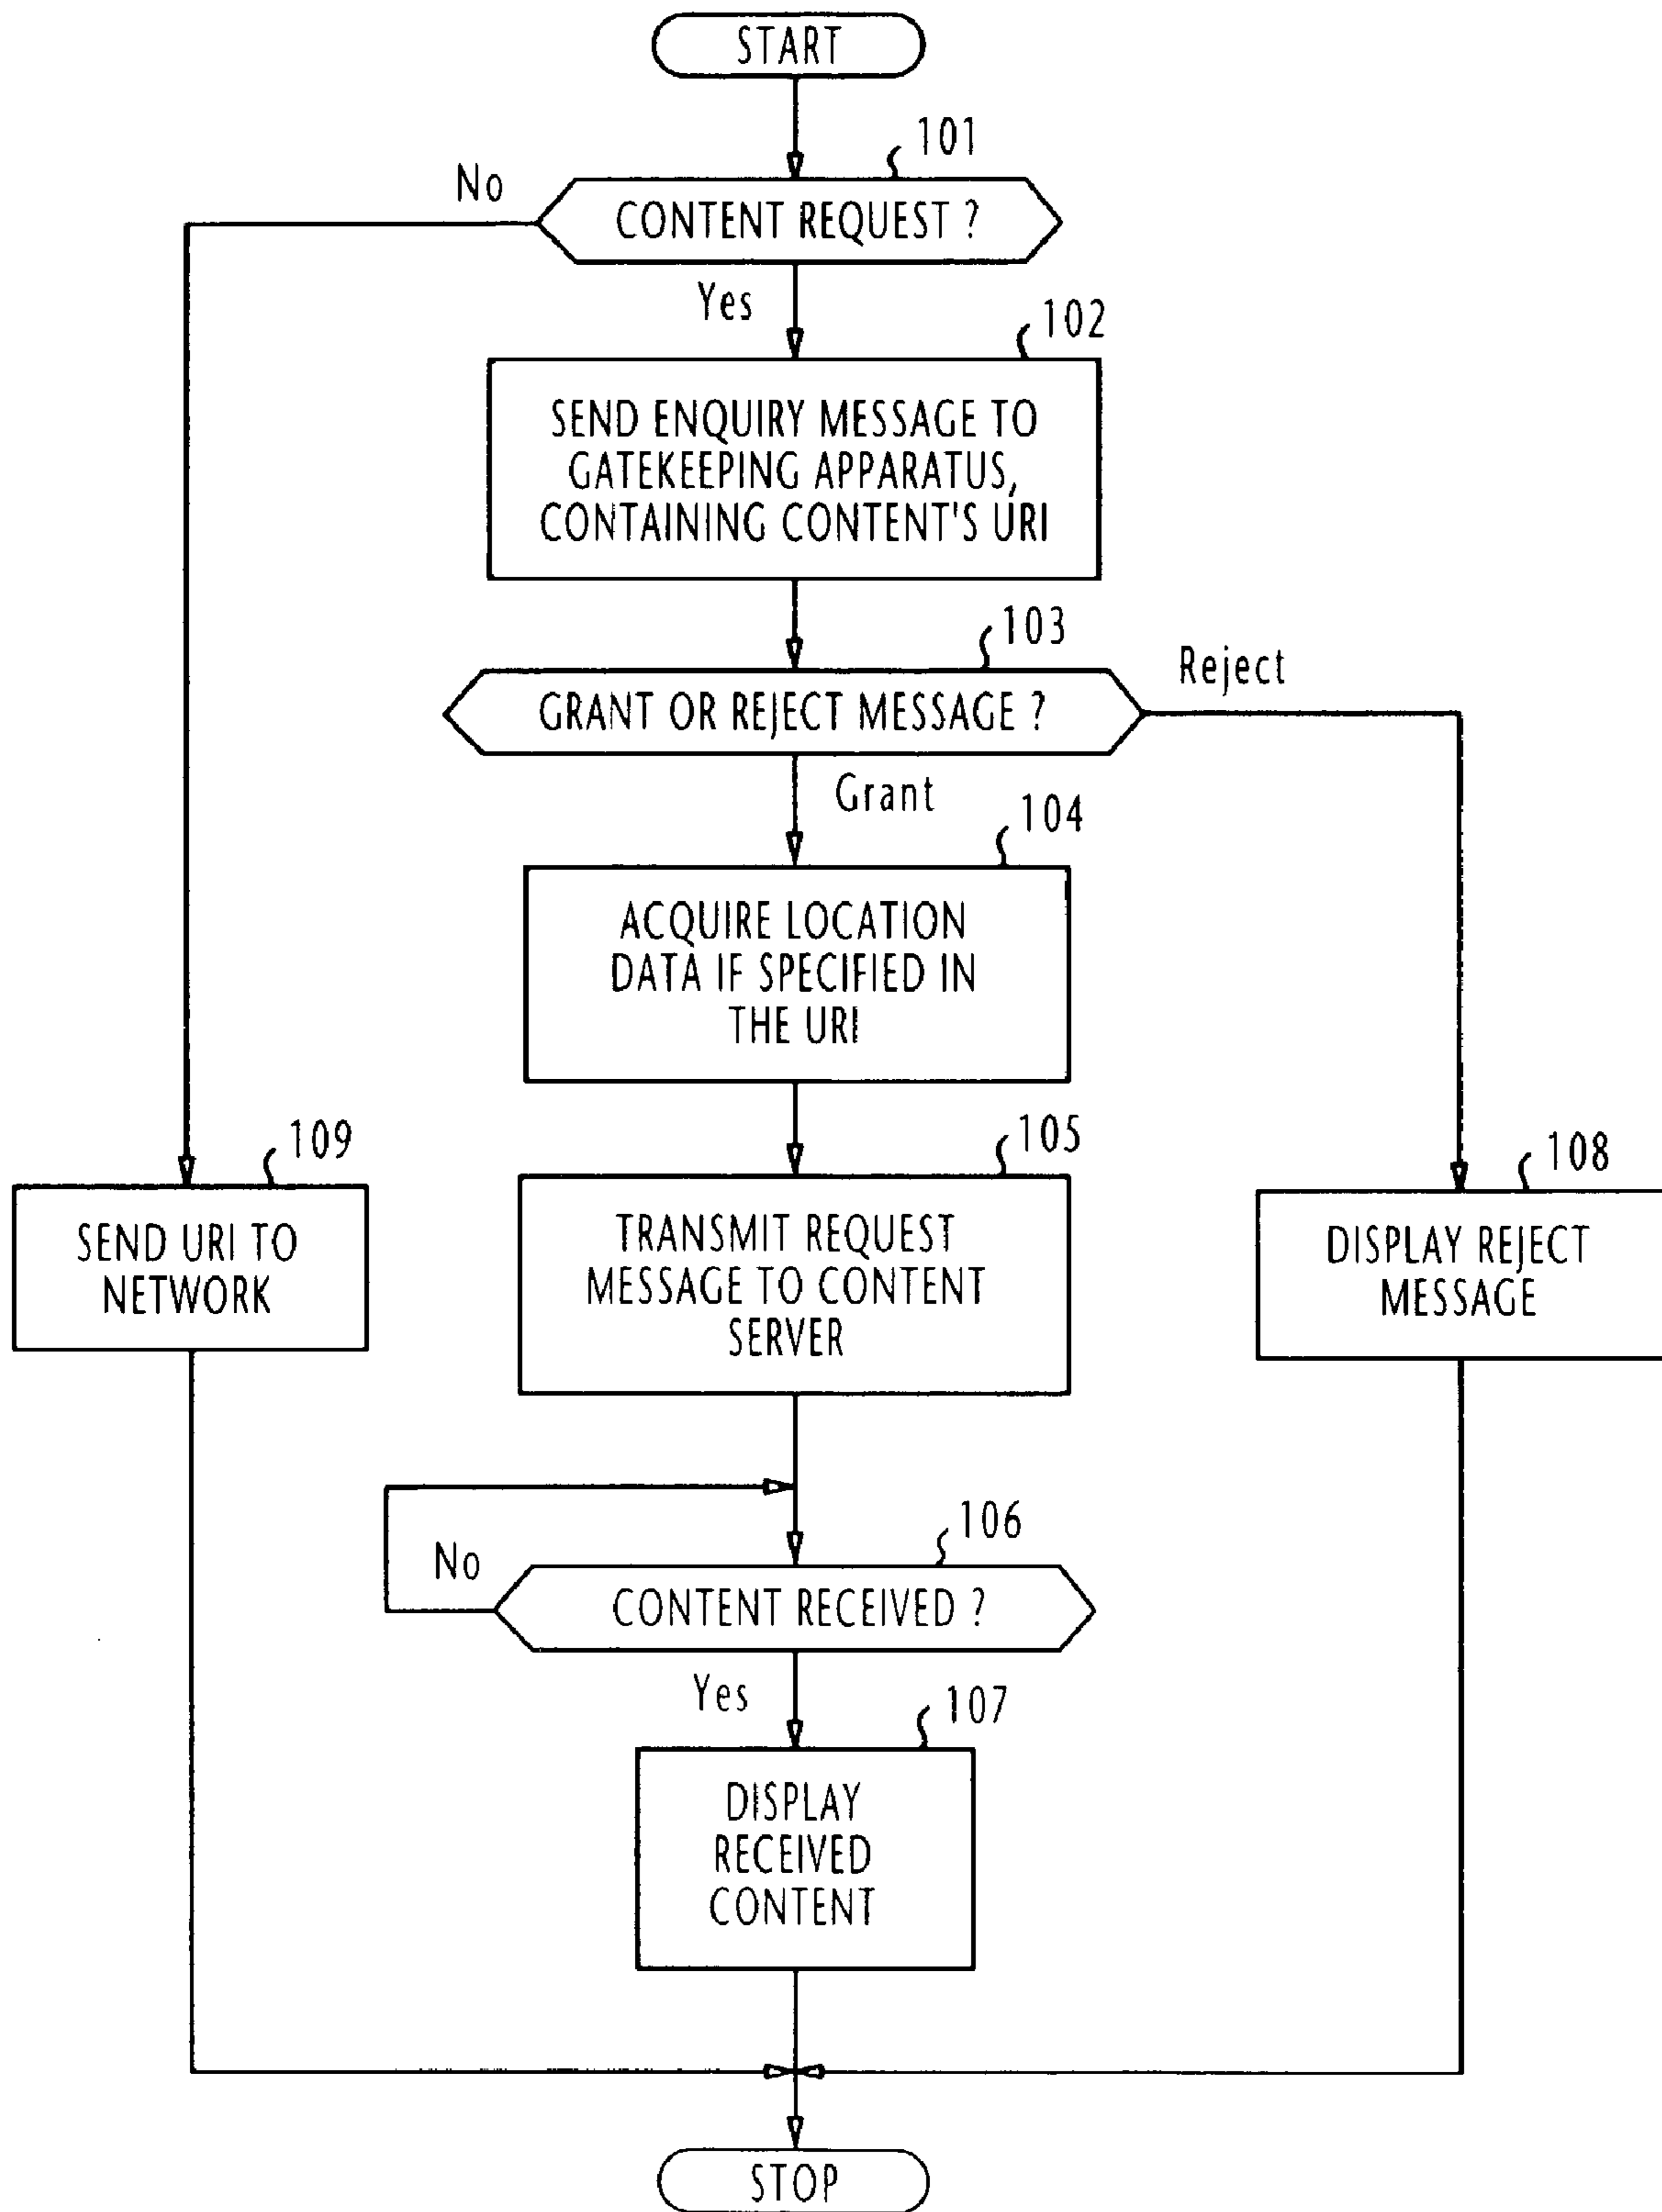 START
101
No
CONTENT REQUEST ?
Yes
102
SEND ENQUIRY MESSAGE TO
GATEKEEPING APPARATUS,
CONTAINING CONTENT'S URI
103
Reject
GRANT OR REJECT MESSAGE ?
Grant
104
ACQUIRE LOCATION
DATA IF SPECIFIED IN
THE URI
105
109
108
TRANSMIT REQUEST
MESSAGE TO CONTENT
SERVER
SEND URI TO
NETWORK
DISPLAY REJECT
MESSAGE
106
No
CONTENT RECEIVED ?
Yes
107
DISPLAY
RECEIVED
CONTENT
STOP